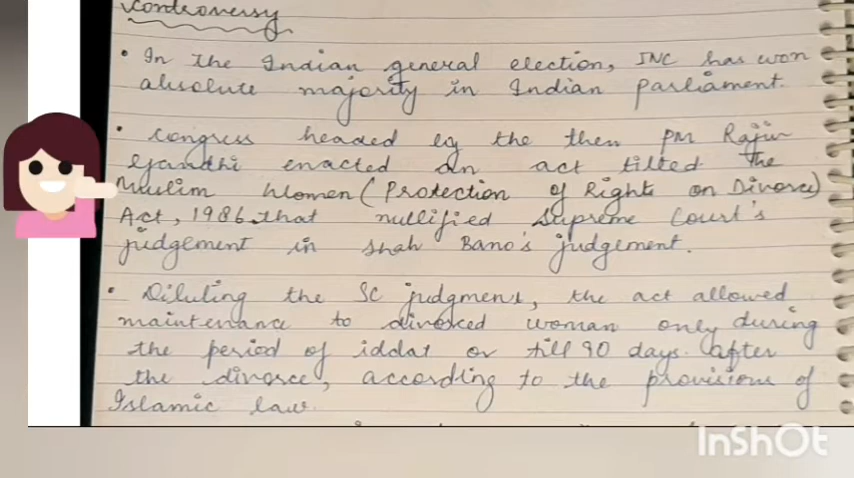 Controversy
• In the Indian general election, INC has won
absolute majority in Indian parliament.
• Congress headed by the then PM Rajiv
Gandhi enacted an act tilted the
Muslim Women (Protection of Rights on Divorce)
Act, 1986. that nullified Supreme Court's
judgement in Shah Bano's judgement.
• Diluting the SC judgment, the act allowed
maintenance to divorced woman only during
the period of iddat or till 90 days. after
the divorce, according to the provisions of
Islamic law.
InShOt